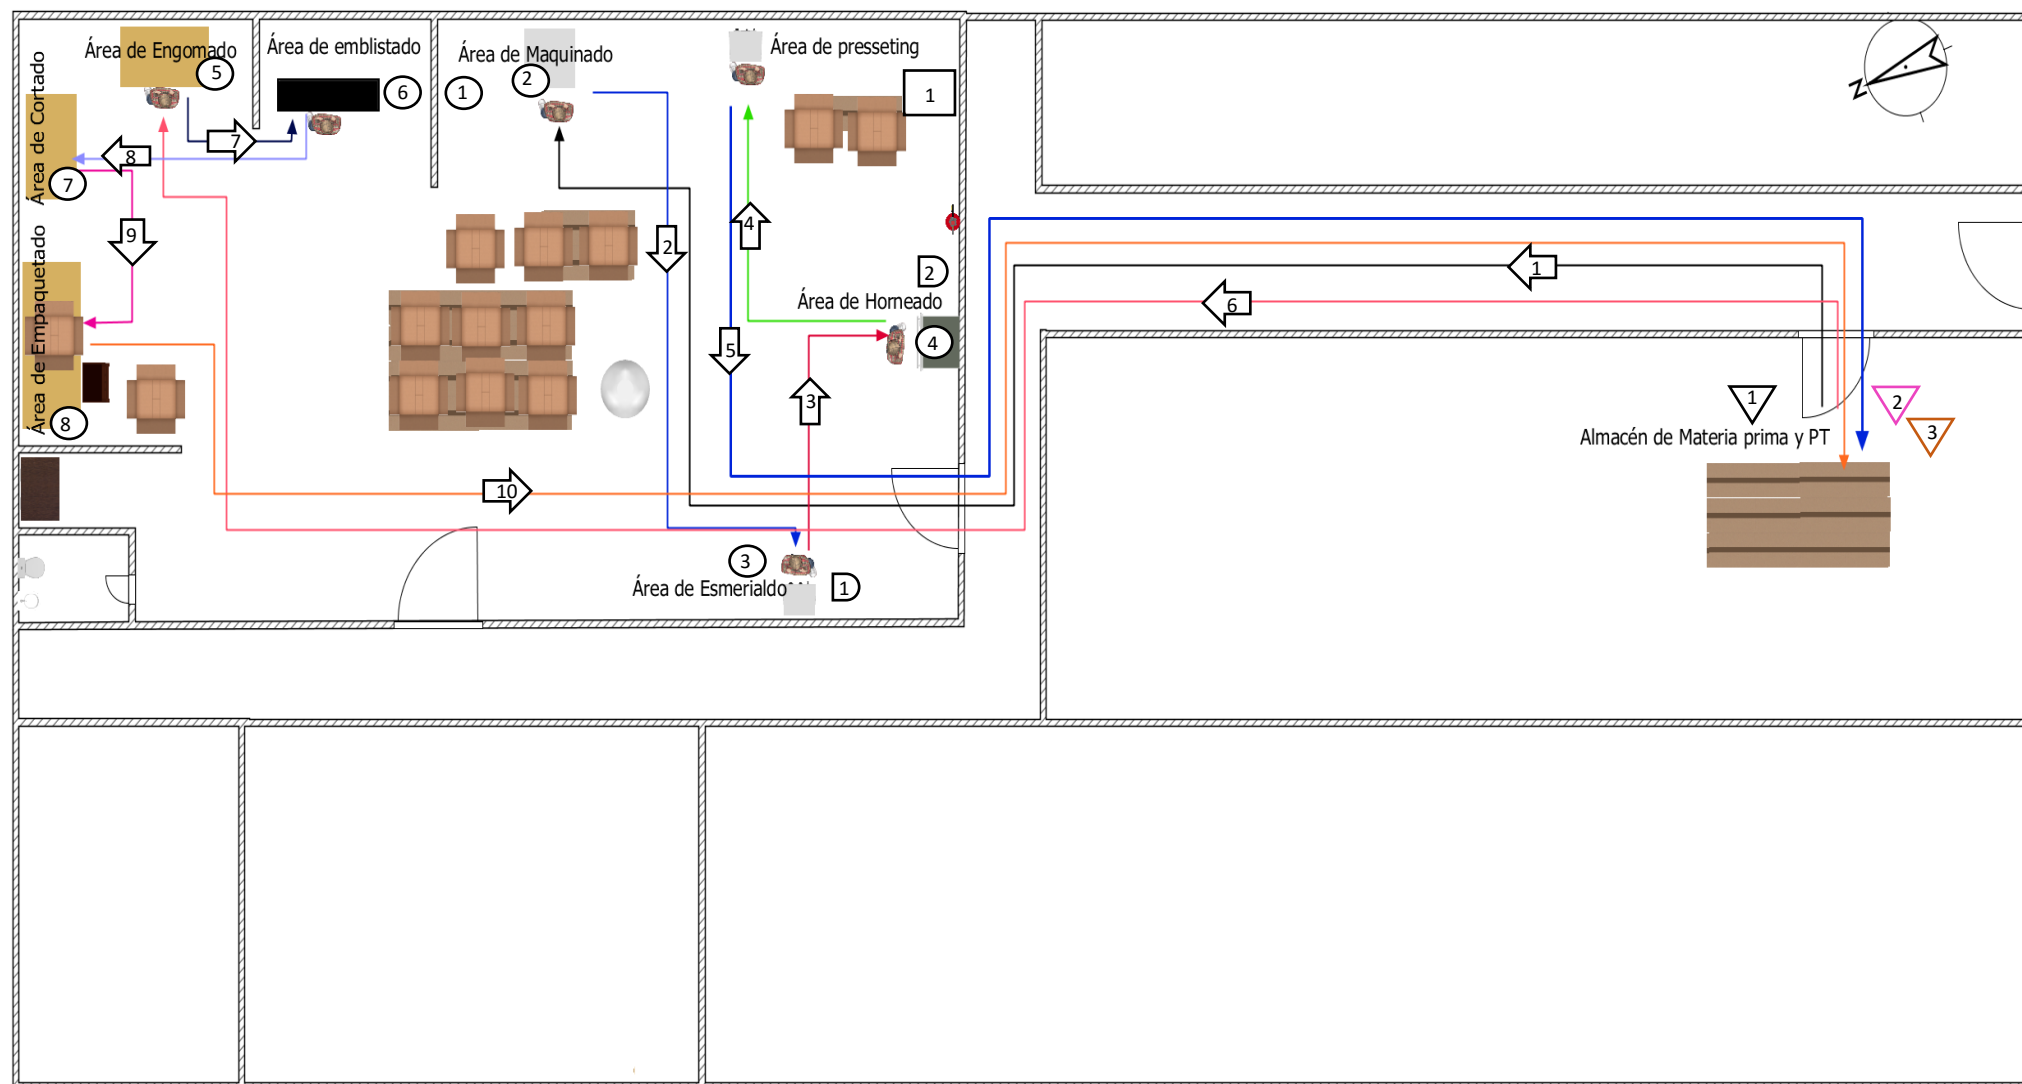 Área de Engomado
5
Área de emblistado
6
Área de Maquinado
1
2
Área de presseting
1
N
Área de Cortado
7
7
8
9
2
4
2
1
6
Área de Horneado
4
5
3
Área de Empaquetado
8
1
2
3
Almacén de Materia prima y PT
10
3
1
Área de Esmerialdo